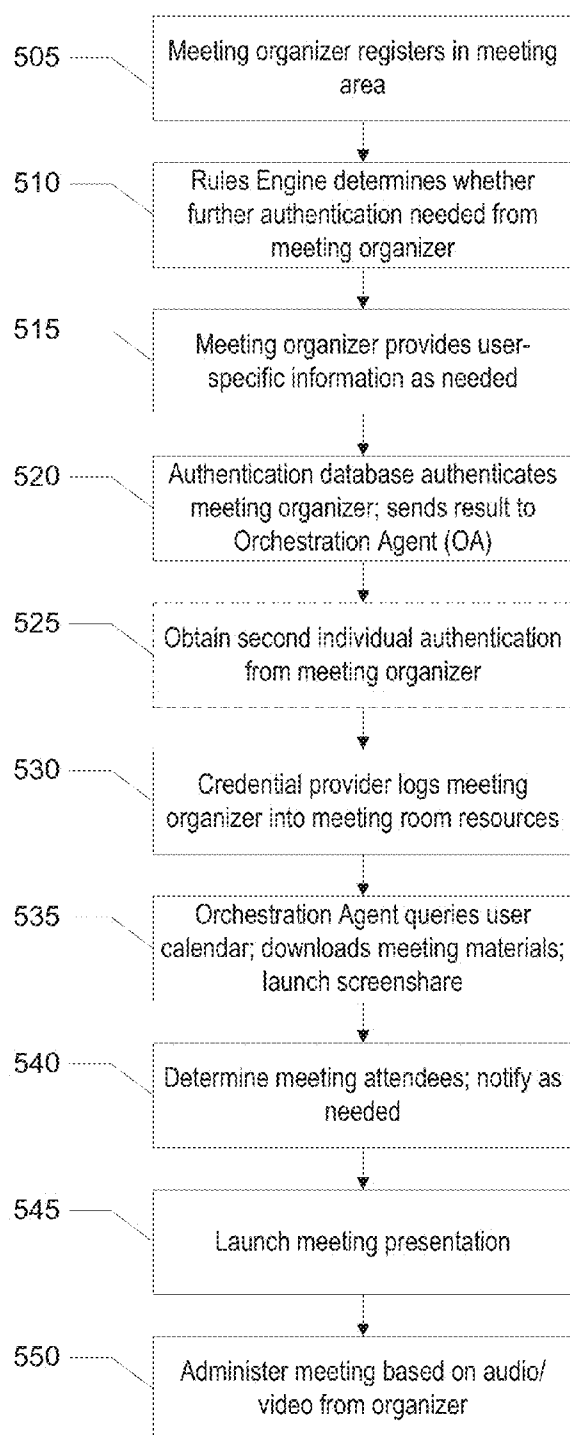 505
Meeting organizer registers in meeting
area
510
Rules Engine determines whether
further authentication needed from
meeting organizer
515
Meeting organizer provides user-
specific information as needed
520
Authentication database authenticates
meeting organizer; sends result to
Orchestration Agent (OA)
525
Obtain second individual authentication
from meeting organizer
530
Credential provider logs meeting
organizer into meeting room resources
535
Orchestration Agent queries user
calendar; downloads meeting materials;
launch screenshare
540
Determine meeting attendees; notify as
needed
545
Launch meeting presentation
550
Administer meeting based on audio/
video from organizer